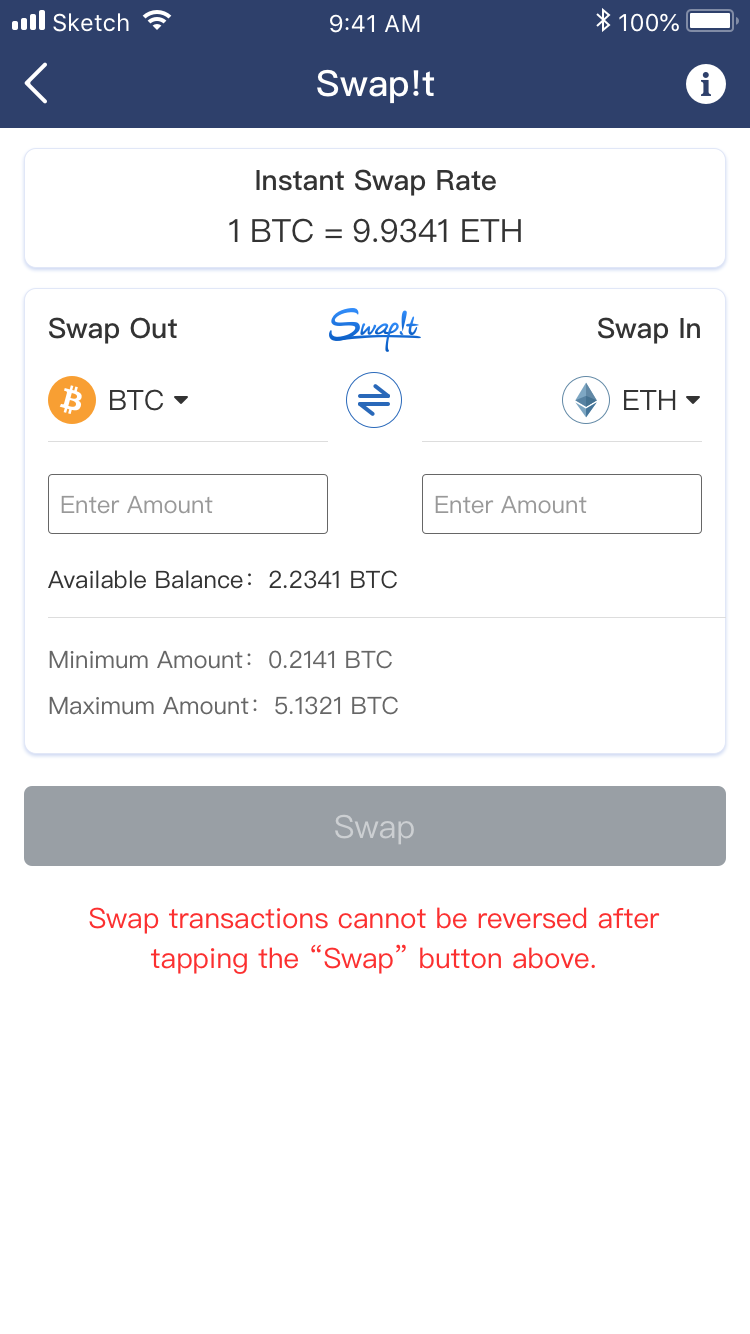 Sketch 9:41 AM 100%
Swap!t
Instant Swap Rate
1 BTC = 9.9341 ETH
Swap Out Swap!t Swap In
BTC ETH
Enter Amount Enter Amount
Available Balance: 2.2341 BTC
Minimum Amount: 0.2141 BTC
Maximum Amount: 5.1321 BTC
Swap
Swap transactions cannot be reversed after
tapping the “Swap” button above.